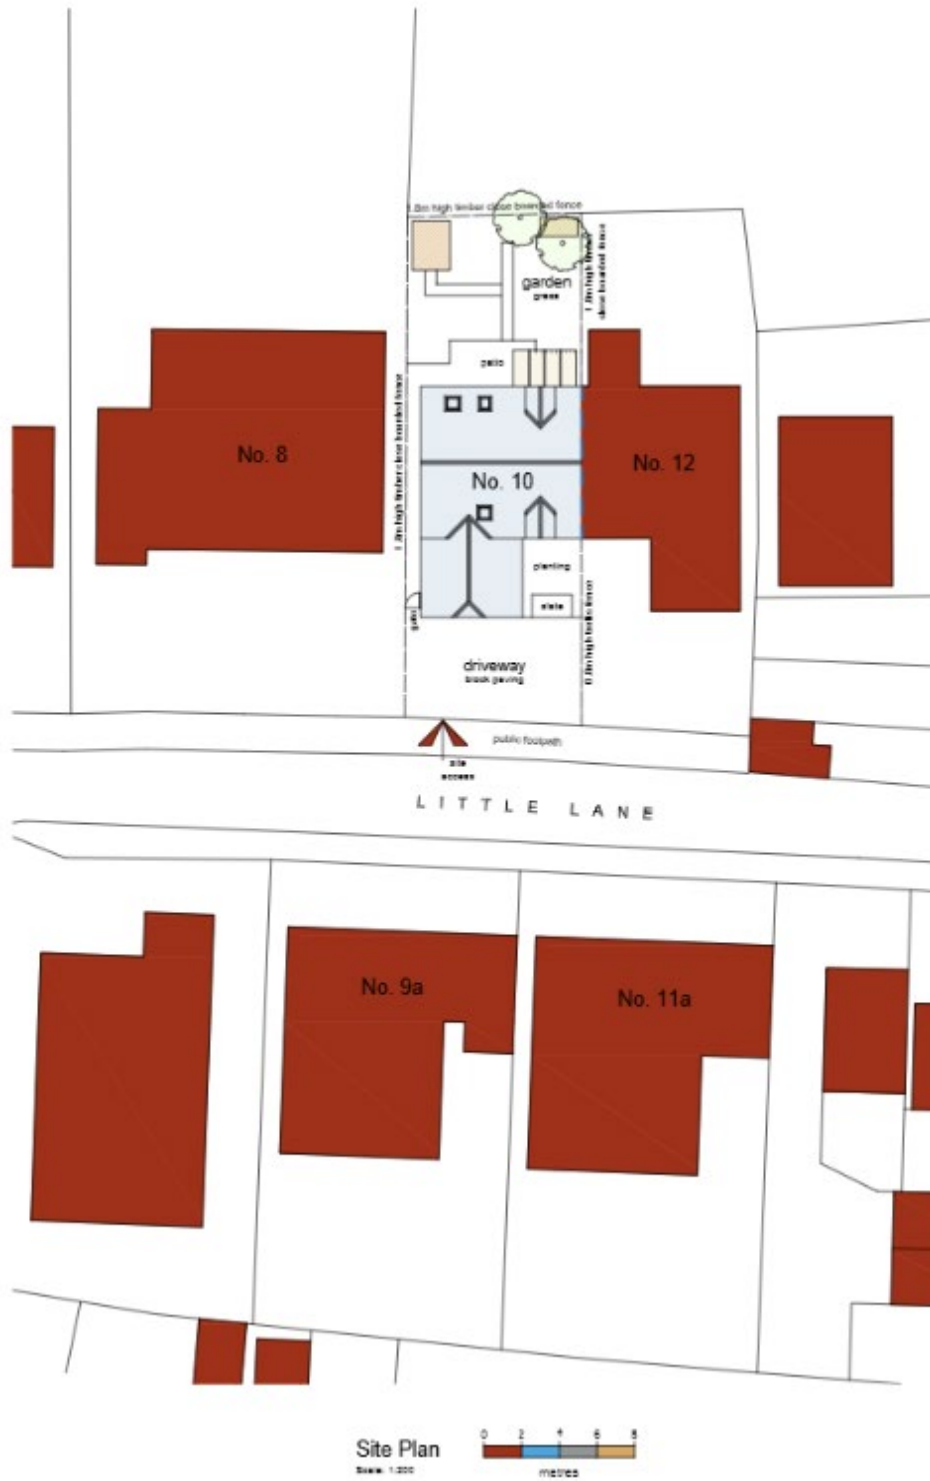 1.8m high timber close boarded fence
1.8m high timber
close boarded fence
garden
grass
patio
1.8m high timber close boarded fence
No. 8
No. 12
No. 10
planting
slate
gate
0.8m high trellis fence
driveway
block paving
public footpath
site
access
LITTLE LANE
No. 9a
No. 11a
Site Plan
Scale: 1:200
0 2 4 6 8
metres